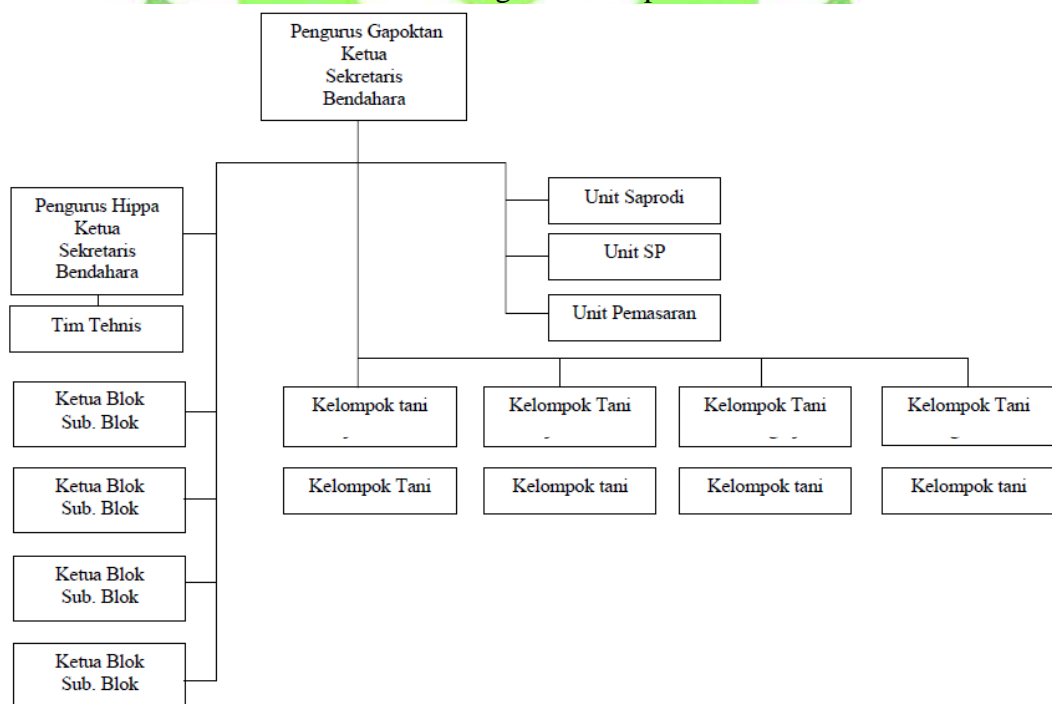 Pengurus Gapoktan
Ketua
Sekretaris
Bendahara
Pengurus Hippa
Ketua
Sekretaris
Bendahara
Tim Tehnis
Ketua Blok
Sub. Blok
Ketua Blok
Sub. Blok
Ketua Blok
Sub. Blok
Ketua Blok
Sub. Blok
Unit Saprodi
Unit SP
Unit Pemasaran
Kelompok tani
Kelompok Tani
Kelompok Tani
Kelompok Tani
Kelompok Tani
Kelompok tani
Kelompok tani
Kelompok tani